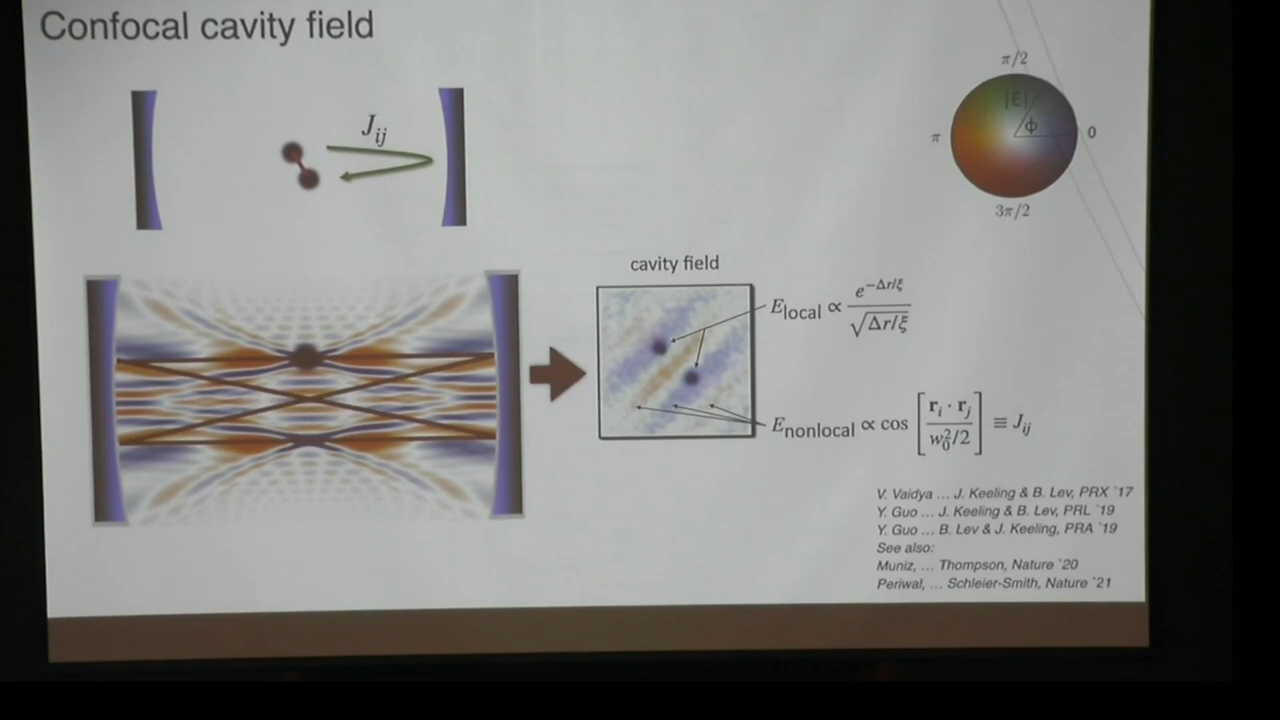 Confocal cavity field
π/2
|E|
ϕ
π
0
3π/2
J_ij
cavity field
E_local ∝ e^{-Δr/ξ} / √(Δr/ξ)
E_nonlocal ∝ cos [ r_i · r_j / (w_0^2/2) ] ≡ J_ij
V. Vaidya ... J. Keeling & B. Lev, PRX `17
Y. Guo ... J. Keeling & B. Lev, PRL `19
Y. Guo ... B. Lev & J. Keeling, PRA `19
See also:
Muniz, ... Thompson, Nature `20
Periwal, ... Schleier-Smith, Nature `21